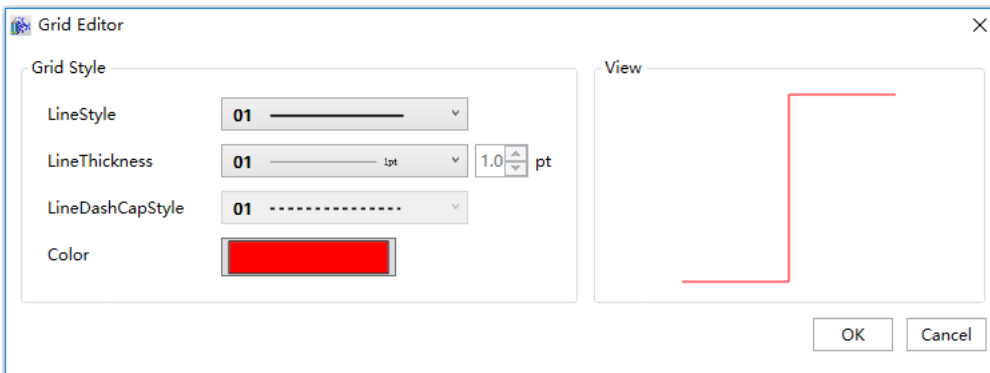 Grid Editor
Grid Style
LineStyle
01
LineThickness
01 1pt
1.0 pt
LineDashCapStyle
01
Color
View
OK
Cancel